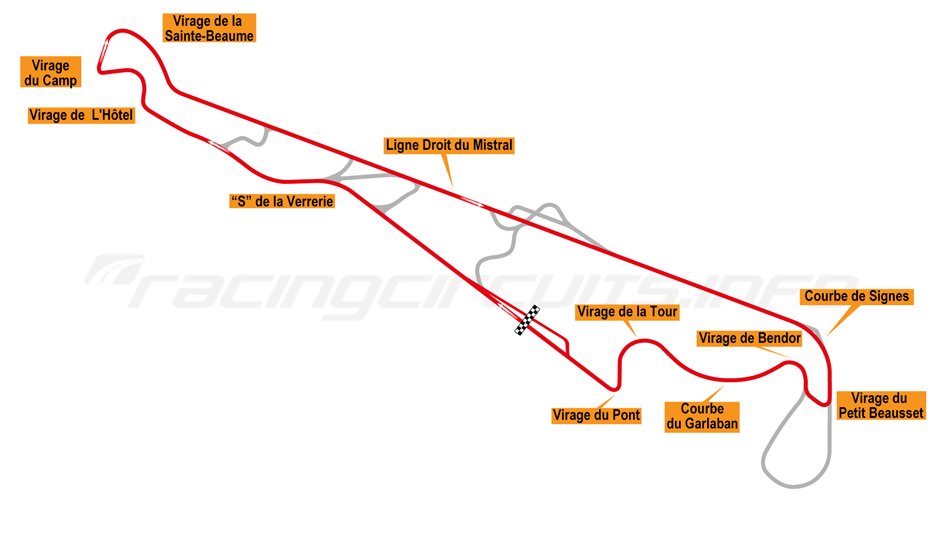 Virage de la
Sainte-Beaume
Virage
du Camp
Virage de L'Hôtel
Ligne Droit du Mistral
“S” de la Verrerie
racingcircuits.info
Courbe de Signes
Virage de la Tour
Virage de Bendor
Virage du
Petit Beausset
Virage du Pont
Courbe
du Garlaban